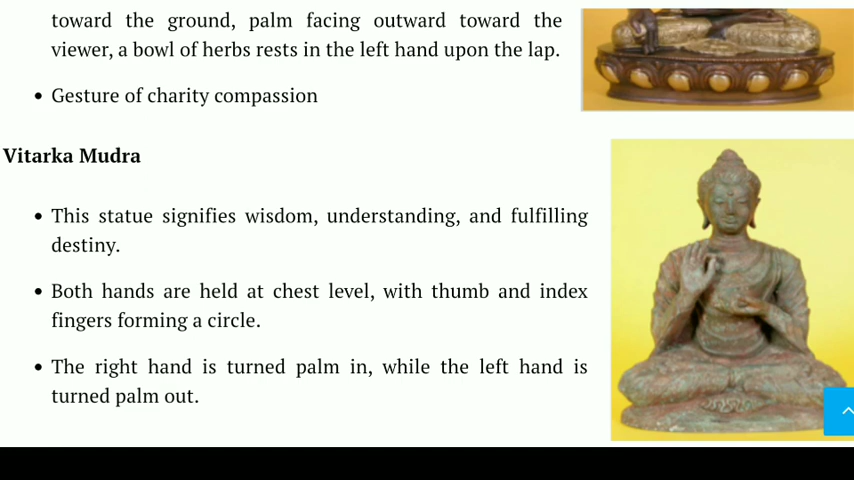 toward the ground, palm facing outward toward the
viewer, a bowl of herbs rests in the left hand upon the lap.
• Gesture of charity compassion
Vitarka Mudra
• This statue signifies wisdom, understanding, and fulfilling
destiny.
• Both hands are held at chest level, with thumb and index
fingers forming a circle.
• The right hand is turned palm in, while the left hand is
turned palm out.